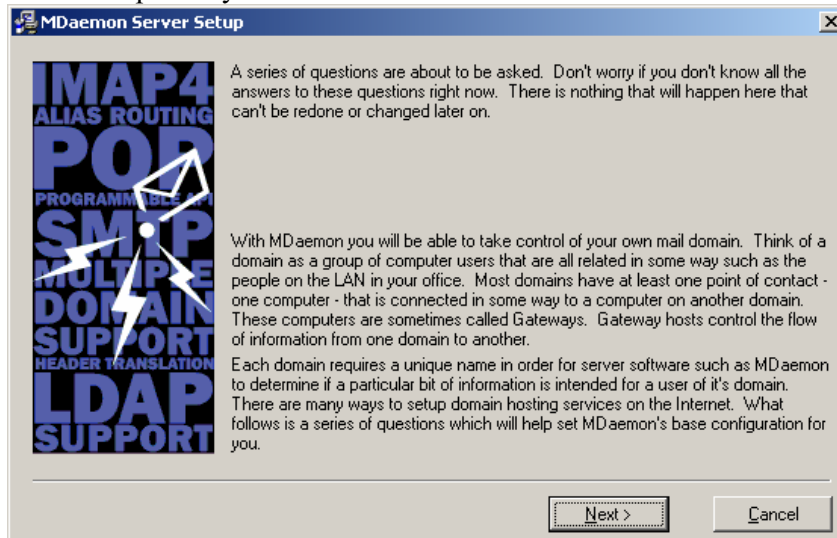 MDaemon Server Setup
IMAP4
ALIAS ROUTING
POP
PROGRAMMABLE API
SMTP
MULTIPLE
DOMAIN
SUPPORT
HEADER TRANSLATION
LDAP
SUPPORT
A series of questions are about to be asked. Don't worry if you don't know all the
answers to these questions right now. There is nothing that will happen here that
can't be redone or changed later on.
With MDaemon you will be able to take control of your own mail domain. Think of a
domain as a group of computer users that are all related in some way such as the
people on the LAN in your office. Most domains have at least one point of contact -
one computer - that is connected in some way to a computer on another domain.
These computers are sometimes called Gateways. Gateway hosts control the flow
of information from one domain to another.
Each domain requires a unique name in order for server software such as MDaemon
to determine if a particular bit of information is intended for a user of it's domain.
There are many ways to setup domain hosting services on the Internet. What
follows is a series of questions which will help set MDaemon's base configuration for
you.
Next >
Cancel